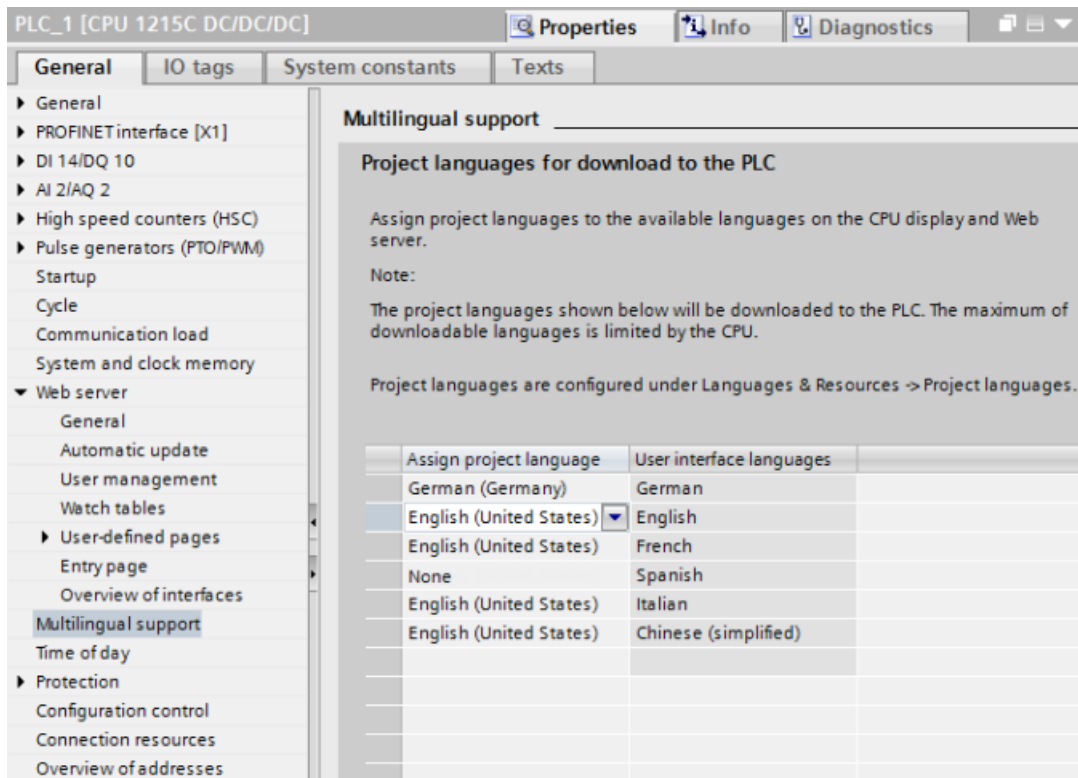 PLC_1 [CPU 1215C DC/DC/DC]
Properties
Info
Diagnostics
General
IO tags
System constants
Texts
General
PROFINET interface [X1]
DI 14/DQ 10
AI 2/AQ 2
High speed counters (HSC)
Pulse generators (PTO/PWM)
Startup
Cycle
Communication load
System and clock memory
Web server
General
Automatic update
User management
Watch tables
User-defined pages
Entry page
Overview of interfaces
Multilingual support
Time of day
Protection
Configuration control
Connection resources
Overview of addresses
Multilingual support
Project languages for download to the PLC
Assign project languages to the available languages on the CPU display and Web
server.
Note:
The project languages shown below will be downloaded to the PLC. The maximum of
downloadable languages is limited by the CPU.
Project languages are configured under Languages & Resources -> Project languages.
Assign project language User interface languages
German (Germany) German
English (United States) English
English (United States) French
None Spanish
English (United States) Italian
English (United States) Chinese (simplified)